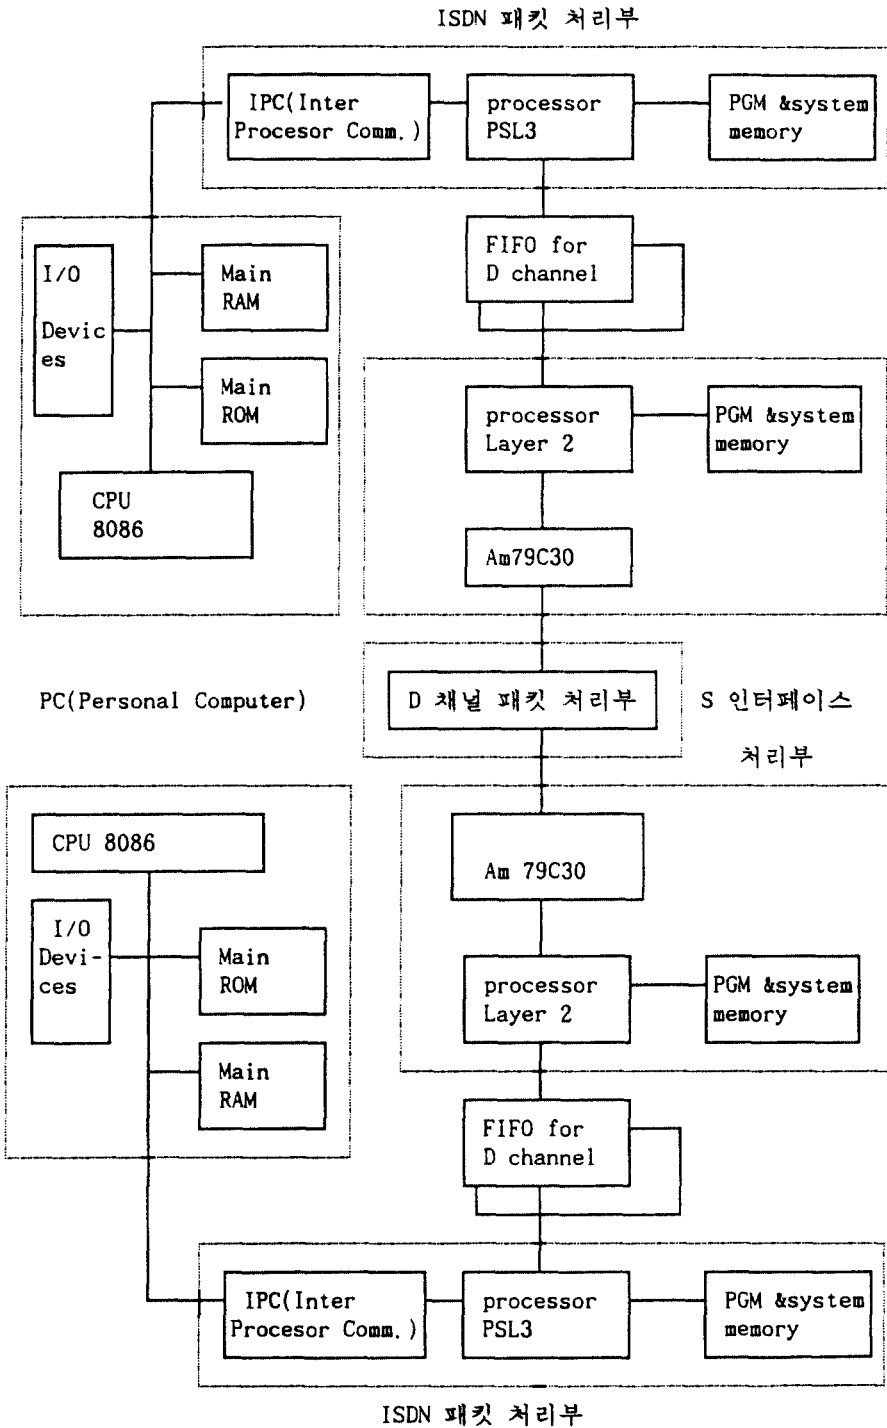 ISDN 패킷 처리부
IPC(Inter
Procesor Comm.)
processor
PSL3
PGM &system
memory
I/O
Devic
es
Main
RAM
Main
ROM
CPU
8086
FIFO for
D channel
processor
Layer 2
PGM &system
memory
Am79C30
PC(Personal Computer)
D 채널 패킷 처리부
S 인터페이스
처리부
CPU 8086
I/O
Devi-
ces
Main
ROM
Main
RAM
Am 79C30
processor
Layer 2
PGM &system
memory
FIFO for
D channel
IPC(Inter
Procesor Comm.)
processor
PSL3
PGM &system
memory
ISDN 패킷 처리부